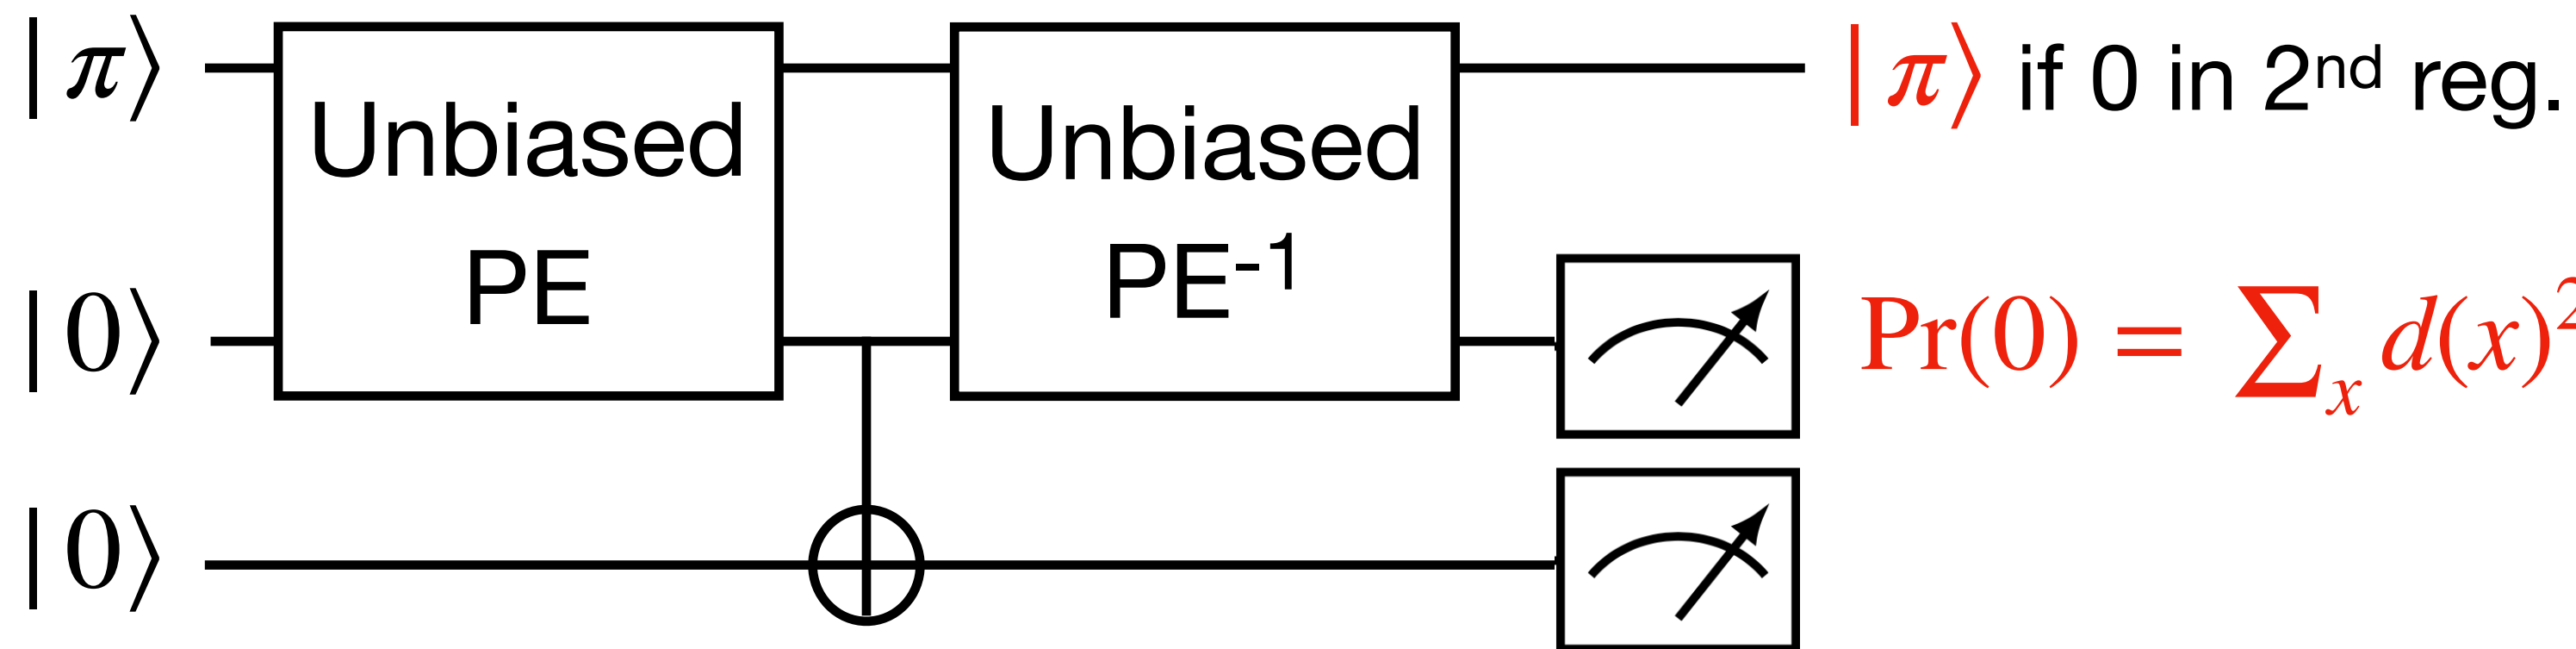 |π⟩ Unbiased PE Unbiased PE⁻¹ |π⟩ if 0 in 2ⁿᵈ reg.
|0⟩ Pr(0) = ∑ₓ d(x)²
|0⟩